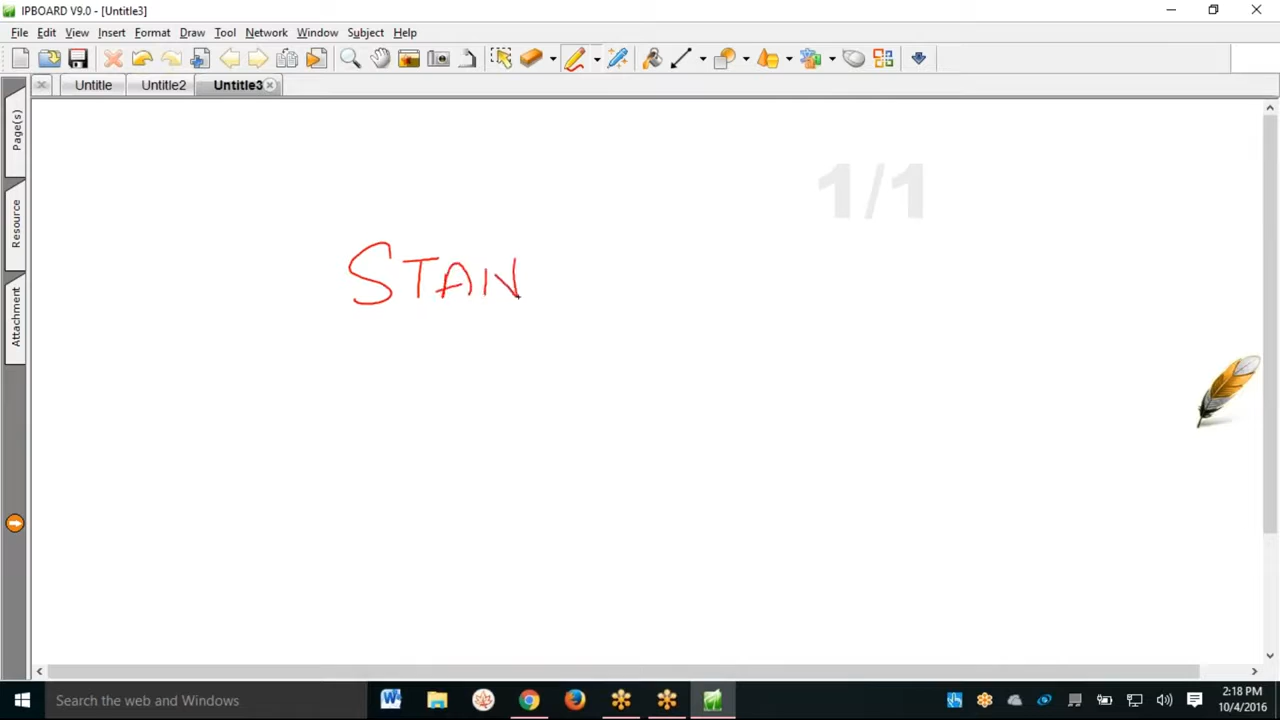 IPBOARD V9.0 - [Untitle3]
File Edit View Insert Format Draw Tool Network Window Subject Help
Untitle Untitle2 Untitle3
Page(s)
Resource
Attachment
1/1
STAN
Search the web and Windows
2:18 PM
10/4/2016